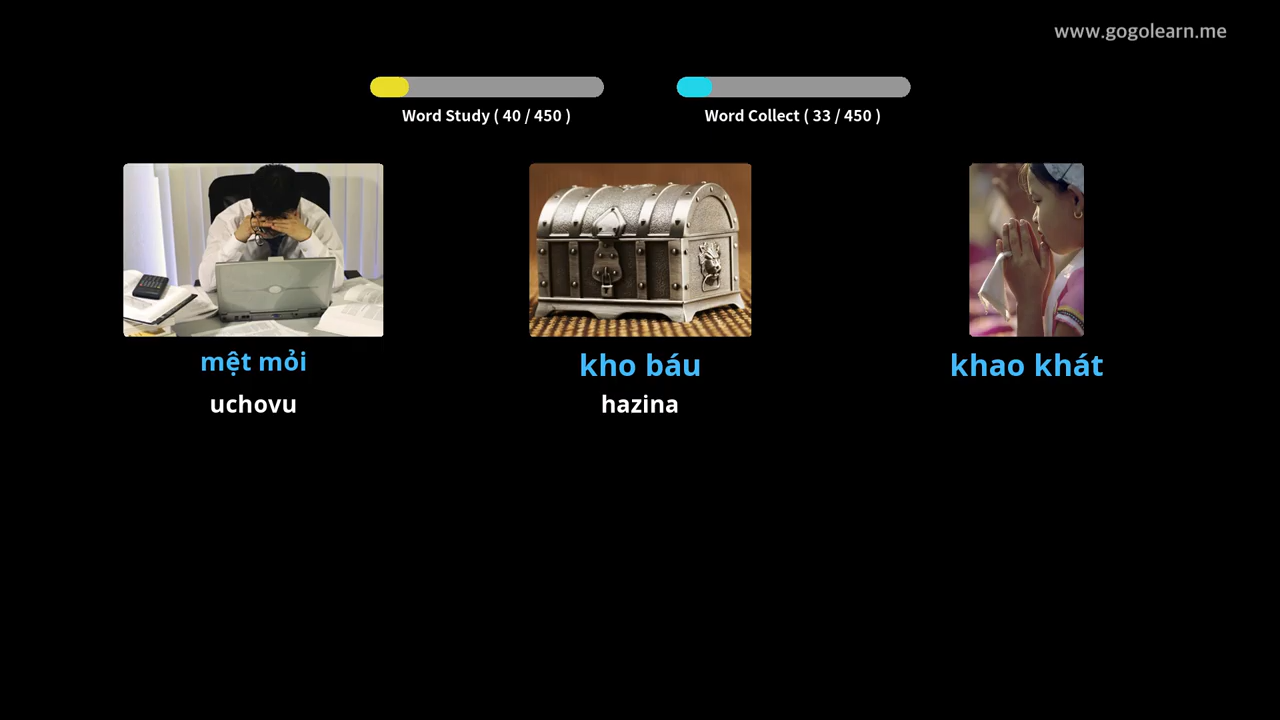 www.gogolearn.me
Word Study ( 40 / 450 )
Word Collect ( 33 / 450 )
mệt mỏi
uchovu
kho báu
hazina
khao khát